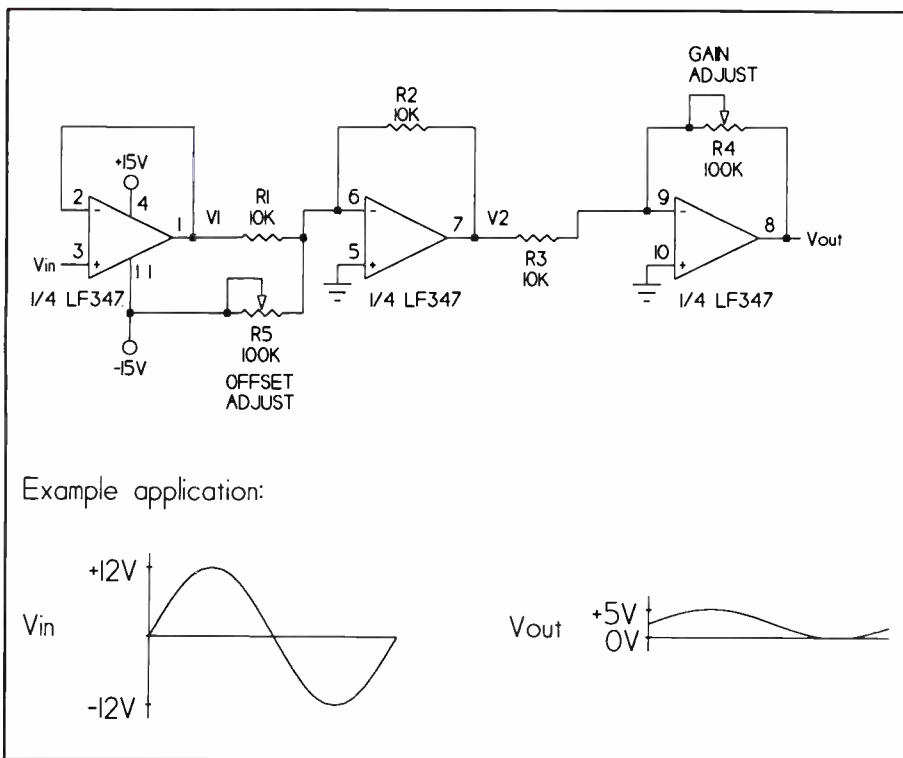 GAIN
ADJUST
R2
10K
R4
100K
+15V
2
-
4
1
V1
R1
10K
6
-
7
V2
9
-
8
Vout
3
+
Vin
11
5
+
R3
10K
10
+
1/4 LF347
1/4 LF347
1/4 LF347
R5
100K
-15V
OFFSET
ADJUST
Example application:
+12V
Vin
-12V
Vout
+5V
0V